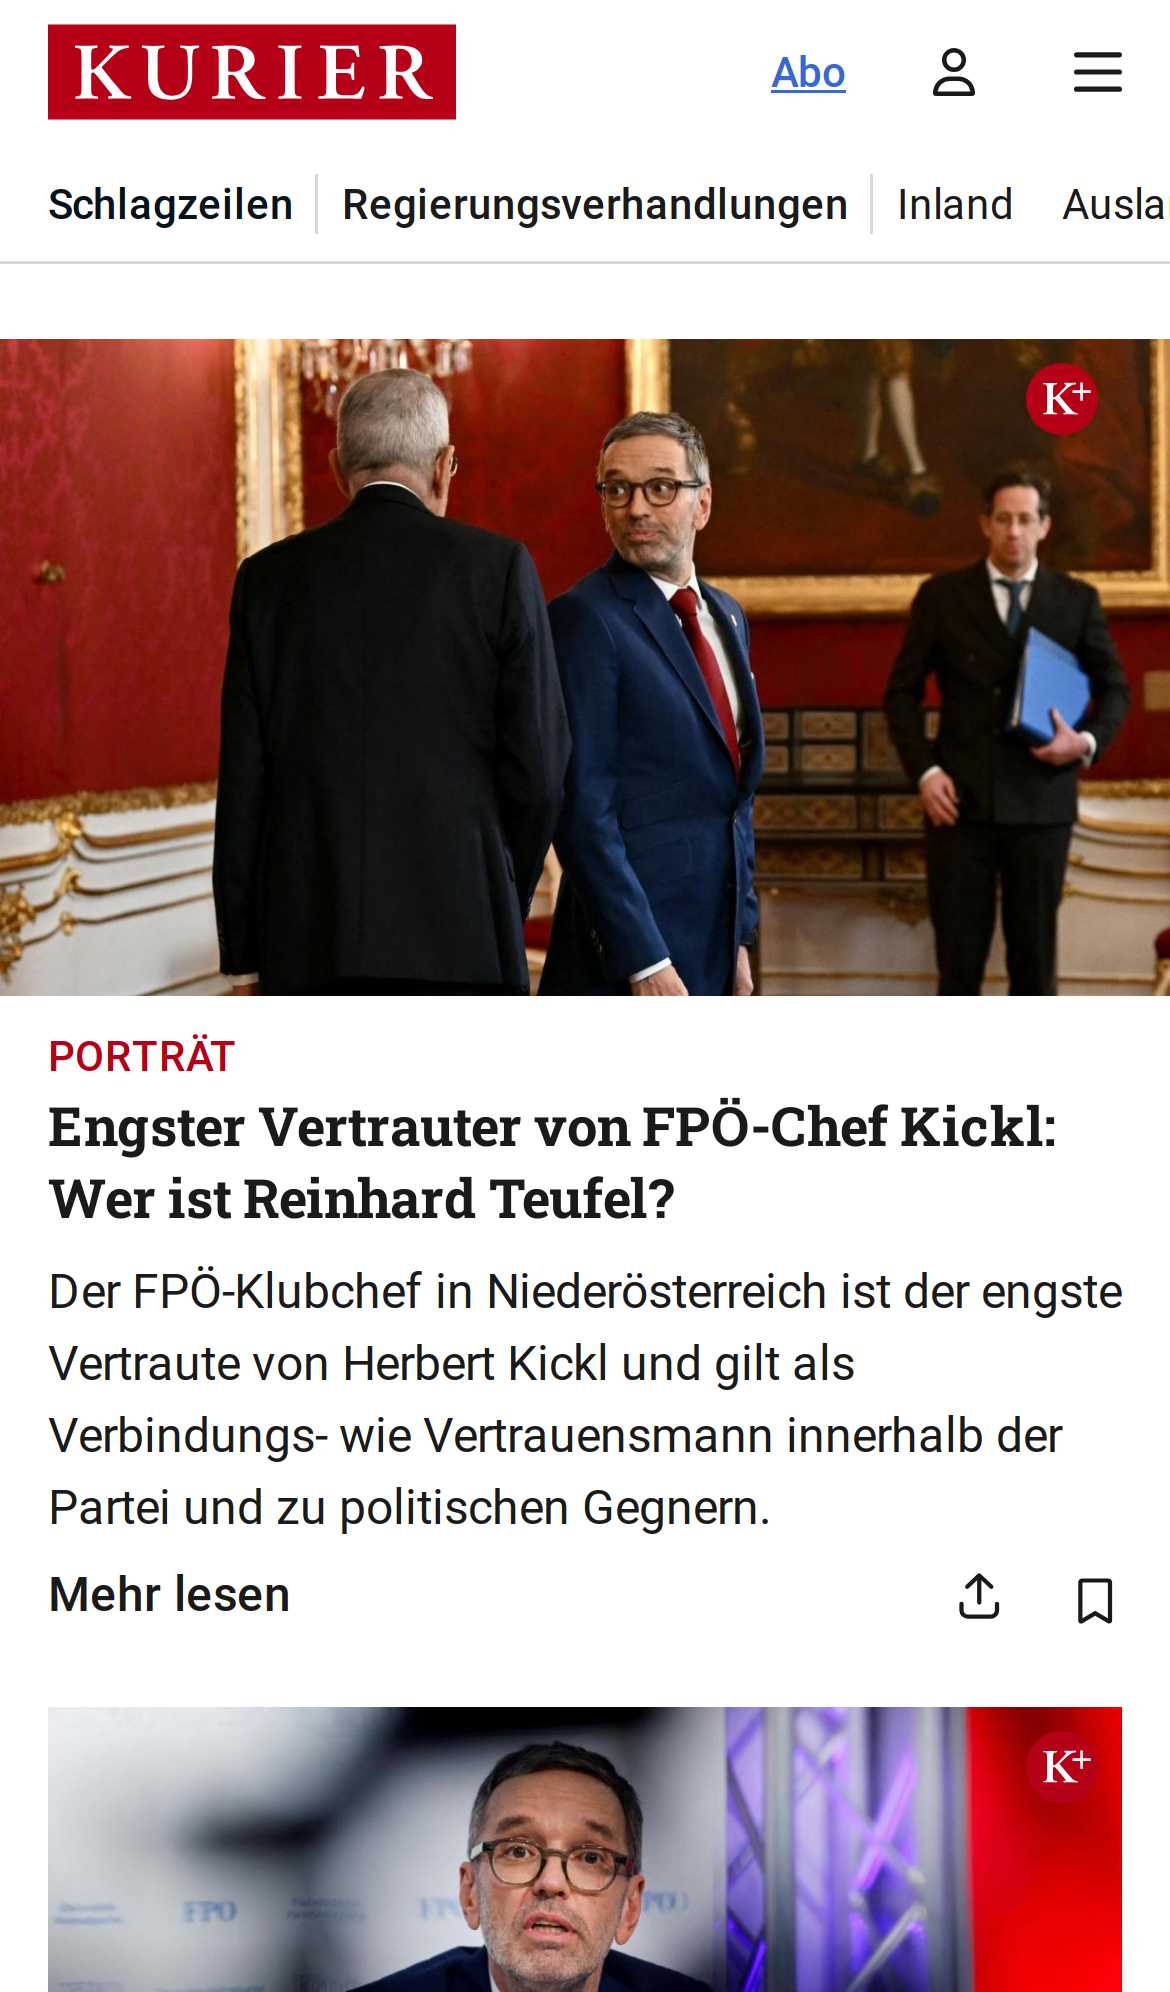 KURIER
Abo
Schlagzeilen
Regierungsverhandlungen
Inland
Ausla
K+
PORTRÄT
Engster Vertrauter von FPÖ-Chef Kickl:
Wer ist Reinhard Teufel?
Der FPÖ-Klubchef in Niederösterreich ist der engste
Vertraute von Herbert Kickl und gilt als
Verbindungs- wie Vertrauensmann innerhalb der
Partei und zu politischen Gegnern.
Mehr lesen
K+
FPÖ